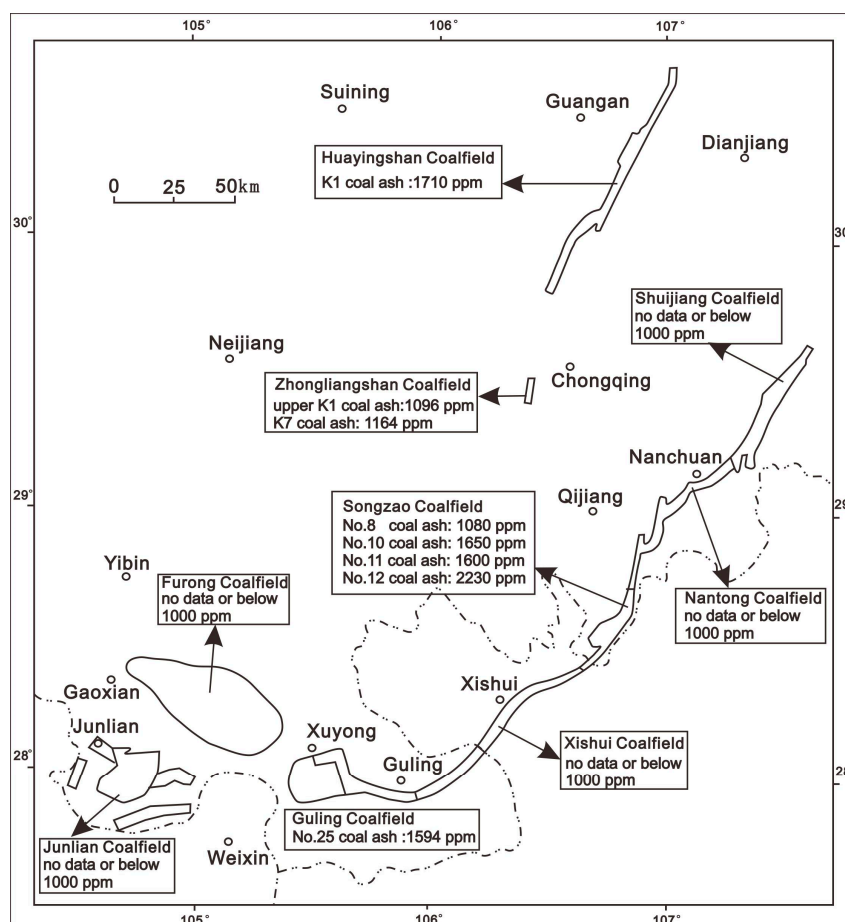 105°
106°
107°
Suining
Guangan
Dianjiang
Huayingshan Coalfield
K1 coal ash :1710 ppm
0 25 50km
30°
30°
Shuijiang Coalfield
no data or below
1000 ppm
Neijiang
Chongqing
Zhongliangshan Coalfield
upper K1 coal ash:1096 ppm
K7 coal ash: 1164 ppm
Nanchuan
Qijiang
29°
29
Songzao Coalfield
No.8 coal ash: 1080 ppm
No.10 coal ash: 1650 ppm
No.11 coal ash: 1600 ppm
No.12 coal ash: 2230 ppm
Yibin
Furong Coalfield
no data or below
1000 ppm
Nantong Coalfield
no data or below
1000 ppm
Gaoxian
Xishui
Junlian
Xuyong
Guling
Xishui Coalfield
no data or below
1000 ppm
28°
28
Guling Coalfield
No.25 coal ash :1594 ppm
Weixin
Junlian Coalfield
no data or below
1000 ppm
105°
106°
107°